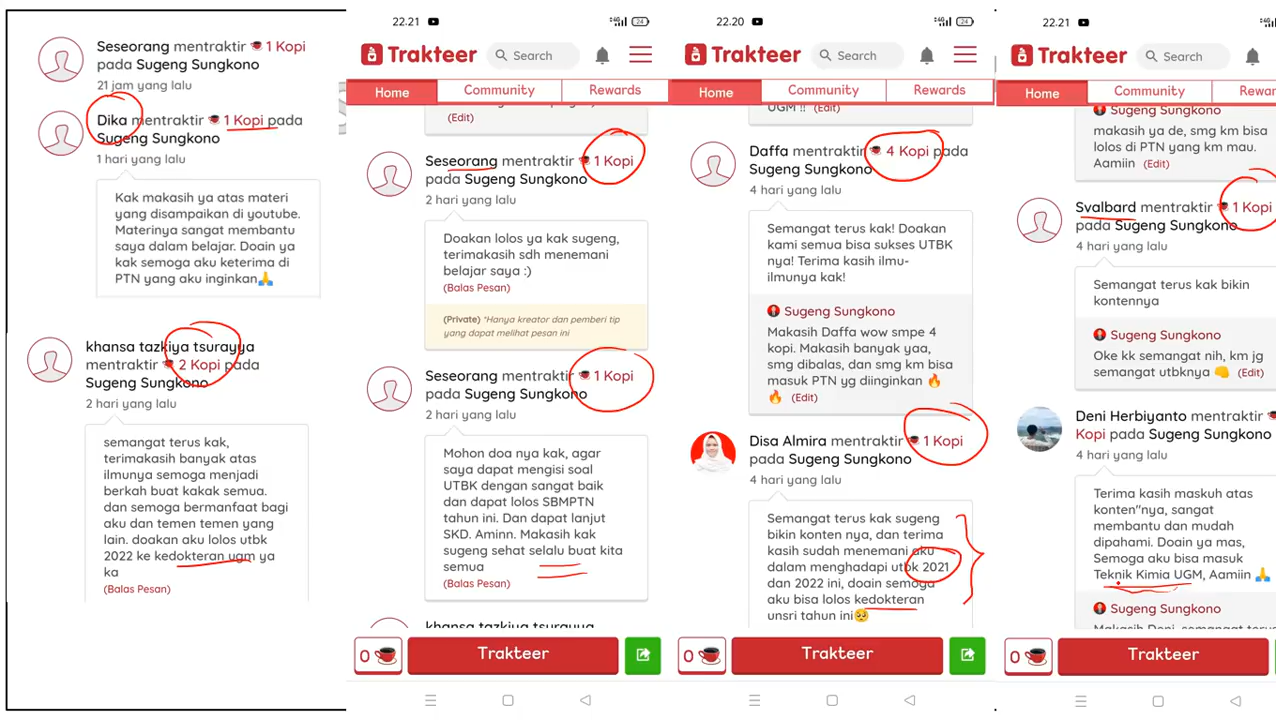 Seseorang mentraktir 1 Kopi
pada Sugeng Sungkono
21 jam yang lalu
Dika mentraktir 1 Kopi pada
Sugeng Sungkono
1 hari yang lalu
Kak makasih ya atas materi
yang disampaikan di youtube.
Materinya sangat membantu
saya dalam belajar. Doain ya
kak semoga aku keterima di
PTN yang aku inginkan🙏
khansa tazkiya tsurayya
mentraktir 2 Kopi pada
Sugeng Sungkono
2 hari yang lalu
semangat terus kak,
terimakasih banyak atas
ilmunya semoga menjadi
berkah buat kakak semua.
dan semoga bermanfaat bagi
aku dan temen temen yang
lain. doakan aku lolos utbk
2022 ke kedokteran ugm ya
ka
(Balas Pesan)
22.21
24
Trakteer
Search
Home
Community
Rewards
(Edit)
Seseorang mentraktir 1 Kopi
pada Sugeng Sungkono
2 hari yang lalu
Doakan lolos ya kak sugeng,
terimakasih sdh menemani
belajar saya :)
(Balas Pesan)
(Private) *Hanya kreator dan pemberi tip
yang dapat melihat pesan ini
Seseorang mentraktir 1 Kopi
pada Sugeng Sungkono
2 hari yang lalu
Mohon doa nya kak, agar
saya dapat mengisi soal
UTBK dengan sangat baik
dan dapat lolos SBMPTN
tahun ini. Dan dapat lanjut
SKD. Aminn. Makasih kak
sugeng sehat selalu buat kita
semua
(Balas Pesan)
khansa tazkiya tsurayya
0
Trakteer
22.20
24
Trakteer
Search
Home
Community
Rewards
UGM !! (Edit)
Daffa mentraktir 4 Kopi pada
Sugeng Sungkono
4 hari yang lalu
Semangat terus kak! Doakan
kami semua bisa sukses UTBK
nya! Terima kasih ilmu-
ilmunya kak!
Sugeng Sungkono
Makasih Daffa wow smpe 4
kopi. Makasih banyak yaa,
smg dibalas, dan smg km bisa
masuk PTN yg diinginkan 🔥
🔥 (Edit)
Disa Almira mentraktir 1 Kopi
pada Sugeng Sungkono
4 hari yang lalu
Semangat terus kak sugeng
bikin konten nya, dan terima
kasih sudah menemani aku
dalam menghadapi utbk 2021
dan 2022 ini, doain semoga
aku bisa lolos kedokteran
unsri tahun ini🥺
0
Trakteer
22.21
Trakteer
Search
Home
Community
Rewar
Sugeng Sungkono
makasih ya de, smg km bisa
lolos di PTN yang km mau.
Aamiin (Edit)
Svalbard mentraktir 1 Kopi
pada Sugeng Sungkono
4 hari yang lalu
Semangat terus kak bikin
kontennya
Sugeng Sungkono
Oke kk semangat nih, km jg
semangat utbknya 👊 (Edit)
Deni Herbiyanto mentraktir
Kopi pada Sugeng Sungkono
4 hari yang lalu
Terima kasih maskuh atas
konten"nya, sangat
membantu dan mudah
dipahami. Doain ya mas,
Semoga aku bisa masuk
Teknik Kimia UGM, Aamiin 🙏
Sugeng Sungkono
Makasih Deni, semangat terus
0
Trakteer